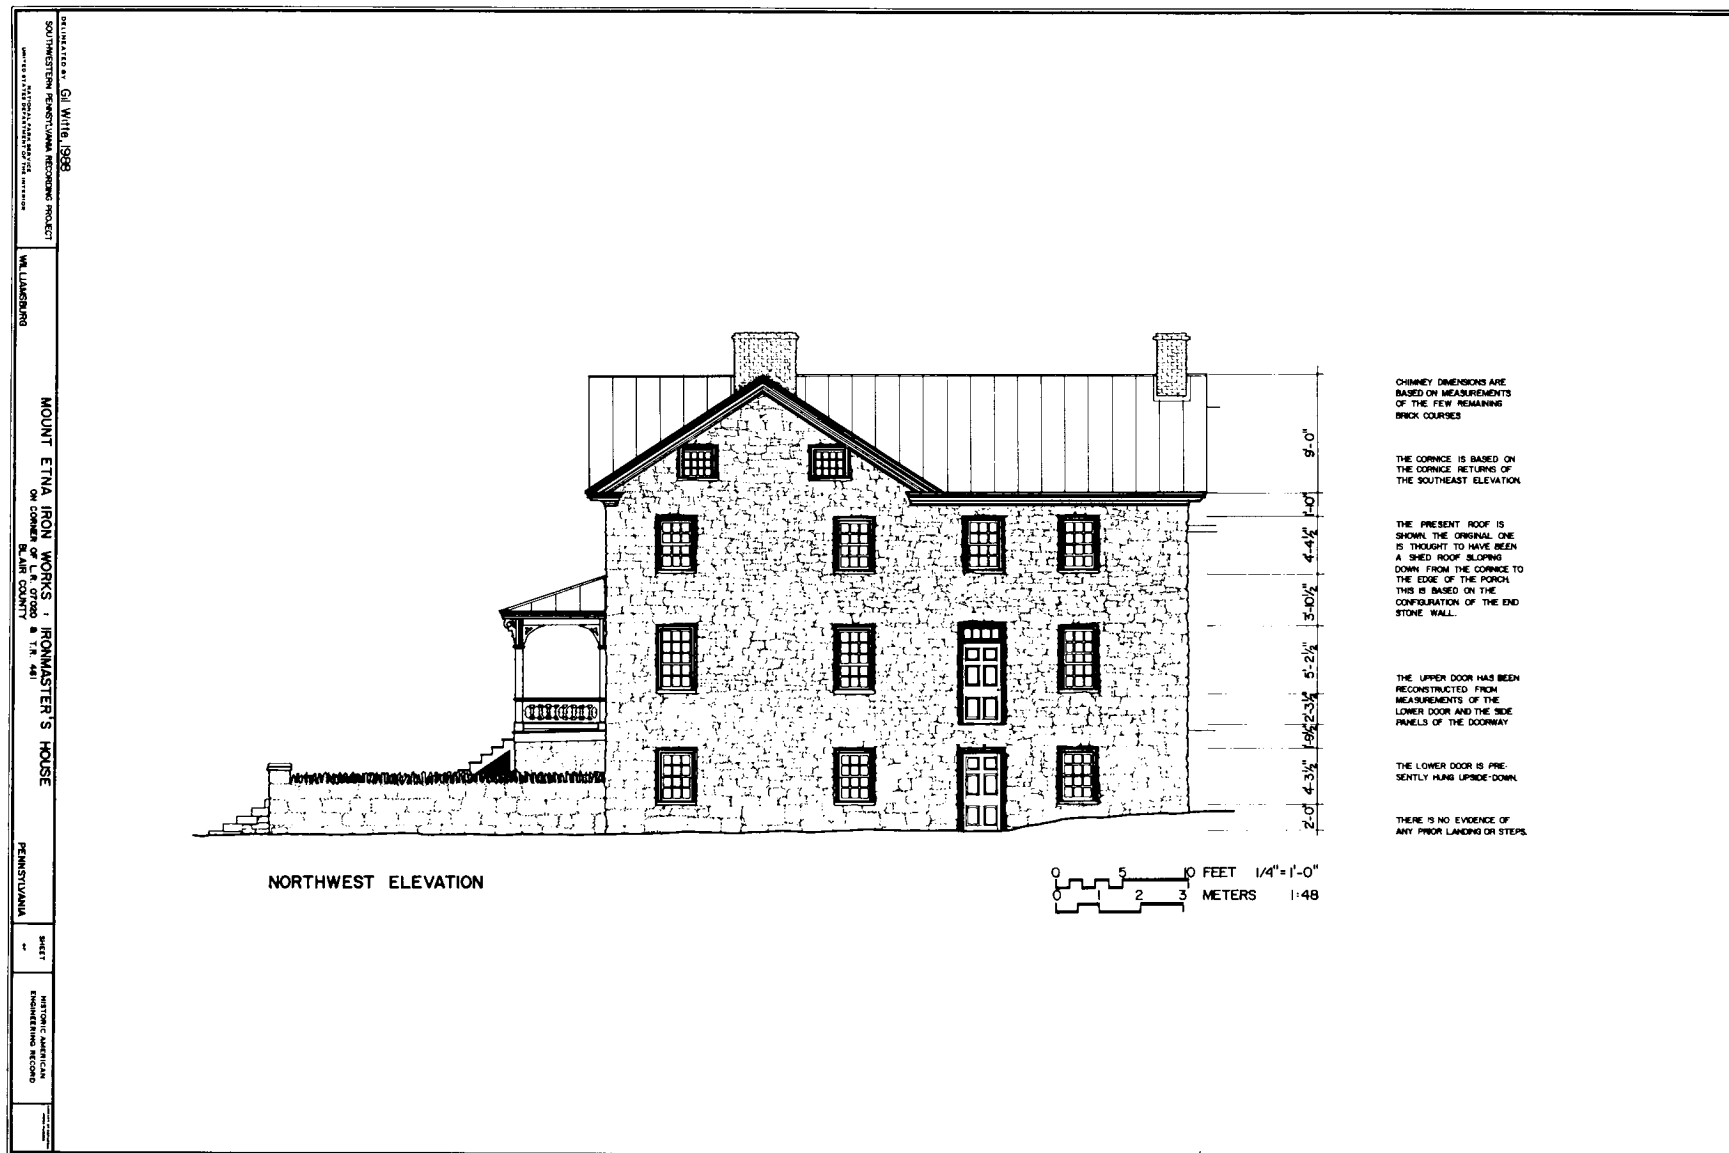 DELINEATED BY: Gil Witte, 1988
SOUTHWESTERN PENNSYLVANIA RECORDING PROJECT
NATIONAL PARK SERVICE
UNITED STATES DEPARTMENT OF THE INTERIOR
WILLIAMSBURG
MOUNT ETNA IRON WORKS : IRONMASTER'S HOUSE
ON CORNER OF L.R. 07020 & T.R. 461
BLAIR COUNTY
PENNSYLVANIA
SHEET
HISTORIC AMERICAN
ENGINEERING RECORD
9'-0"
1'-0"
4'-4½"
3'-10½"
5'-2½"
2'-3½"
1'-9½"
4'-3½"
2'-0"
CHIMNEY DIMENSIONS ARE
BASED ON MEASUREMENTS
OF THE FEW REMAINING
BRICK COURSES
THE CORNICE IS BASED ON
THE CORNICE RETURNS OF
THE SOUTHEAST ELEVATION.
THE PRESENT ROOF IS
SHOWN. THE ORIGINAL ONE
IS THOUGHT TO HAVE BEEN
A SHED ROOF SLOPING
DOWN FROM THE CORNICE TO
THE EDGE OF THE PORCH.
THIS IS BASED ON THE
CONFIGURATION OF THE END
STONE WALL.
THE UPPER DOOR HAS BEEN
RECONSTRUCTED FROM
MEASUREMENTS OF THE
LOWER DOOR AND THE SIDE
PANELS OF THE DOORWAY
THE LOWER DOOR IS PRE-
SENTLY HUNG UPSIDE-DOWN.
THERE IS NO EVIDENCE OF
ANY PRIOR LANDING OR STEPS.
NORTHWEST ELEVATION
0 5 10 FEET 1/4"=1'-0"
0 1 2 3 METERS 1:48